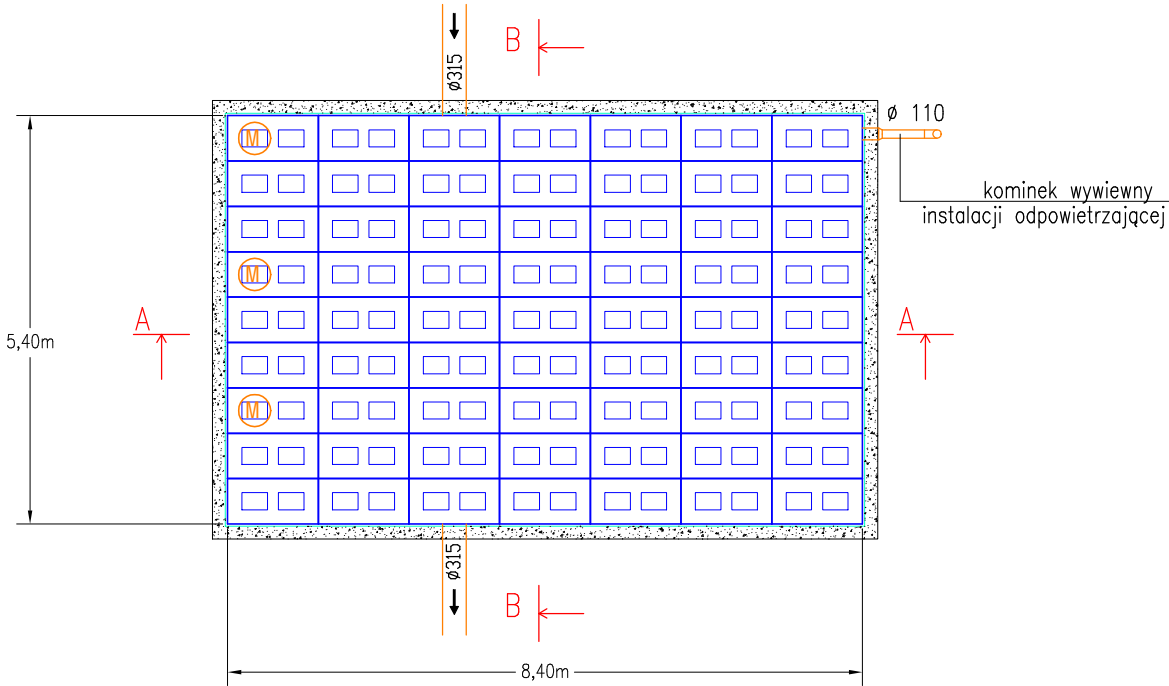 B
ø315
ø 110
M
kominek wywiewny
instalacji odpowietrzającej
M
A
A
5,40m
M
ø315
B
8,40m